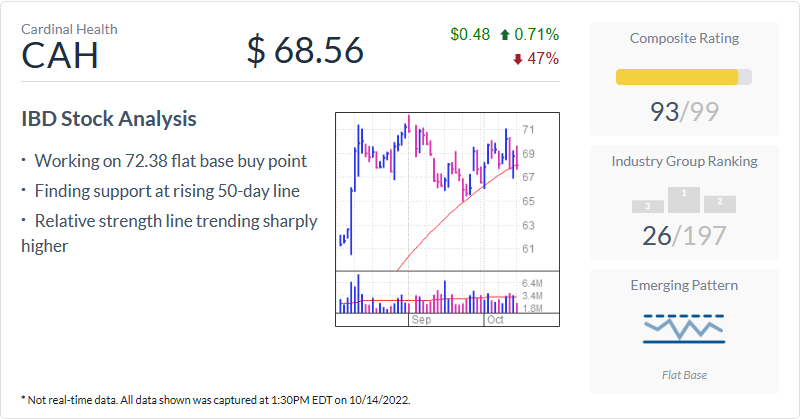 Cardinal Health
CAH
$ 68.56
$0.48 0.71%
47%
IBD Stock Analysis
· Working on 72.38 flat base buy point
· Finding support at rising 50-day line
· Relative strength line trending sharply
higher
71
69
67
65
63
61
6.4M
3.4M
1.8M
Sep Oct
Composite Rating
93/99
Industry Group Ranking
3 1 2
26/197
Emerging Pattern
Flat Base
* Not real-time data. All data shown was captured at 1:30PM EDT on 10/14/2022.